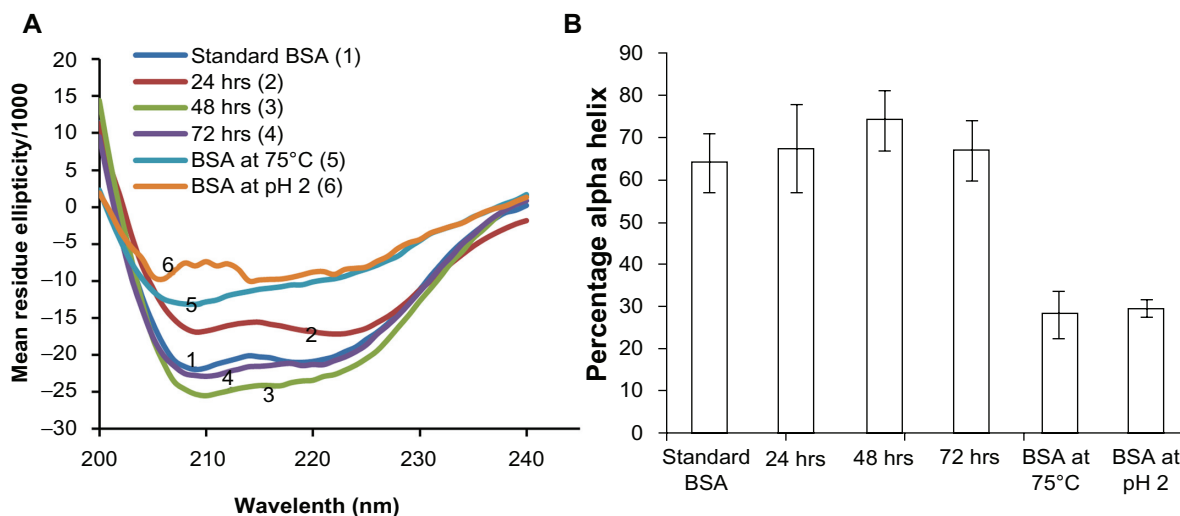 A
Mean residue ellipticity/1000
20
15
10
5
0
−5
−10
−15
−20
−25
−30
Standard BSA (1)
24 hrs (2)
48 hrs (3)
72 hrs (4)
BSA at 75°C (5)
BSA at pH 2 (6)
6
5
2
1
4
3
200
210
220
230
240
Wavelenth (nm)
B
Percentage alpha helix
90
80
70
60
50
40
30
20
10
0
Standard
BSA
24 hrs
48 hrs
72 hrs
BSA at
75°C
BSA at
pH 2